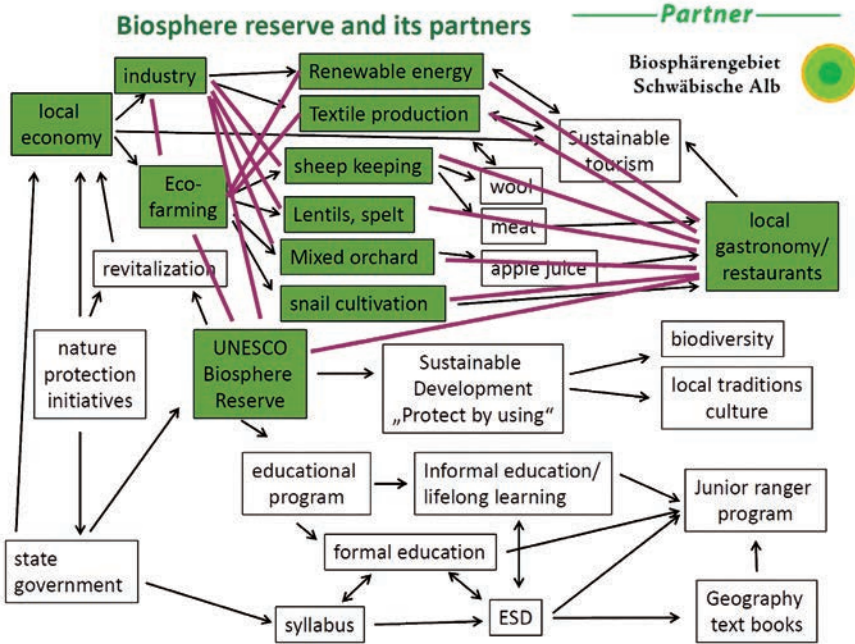 Biosphere reserve and its partners
Partner
Biosphärengebiet
Schwäbische Alb
industry
Renewable energy
local
economy
Textile production
Sustainable
tourism
Eco-
farming
sheep keeping
wool
Lentils, spelt
meat
local
gastronomy/
restaurants
revitalization
Mixed orchard
apple juice
snail cultivation
nature
protection
initiatives
UNESCO
Biosphere
Reserve
Sustainable
Development
„Protect by using“
biodiversity
local traditions
culture
educational
program
Informal education/
lifelong learning
Junior ranger
program
formal education
state
government
syllabus
ESD
Geography
text books